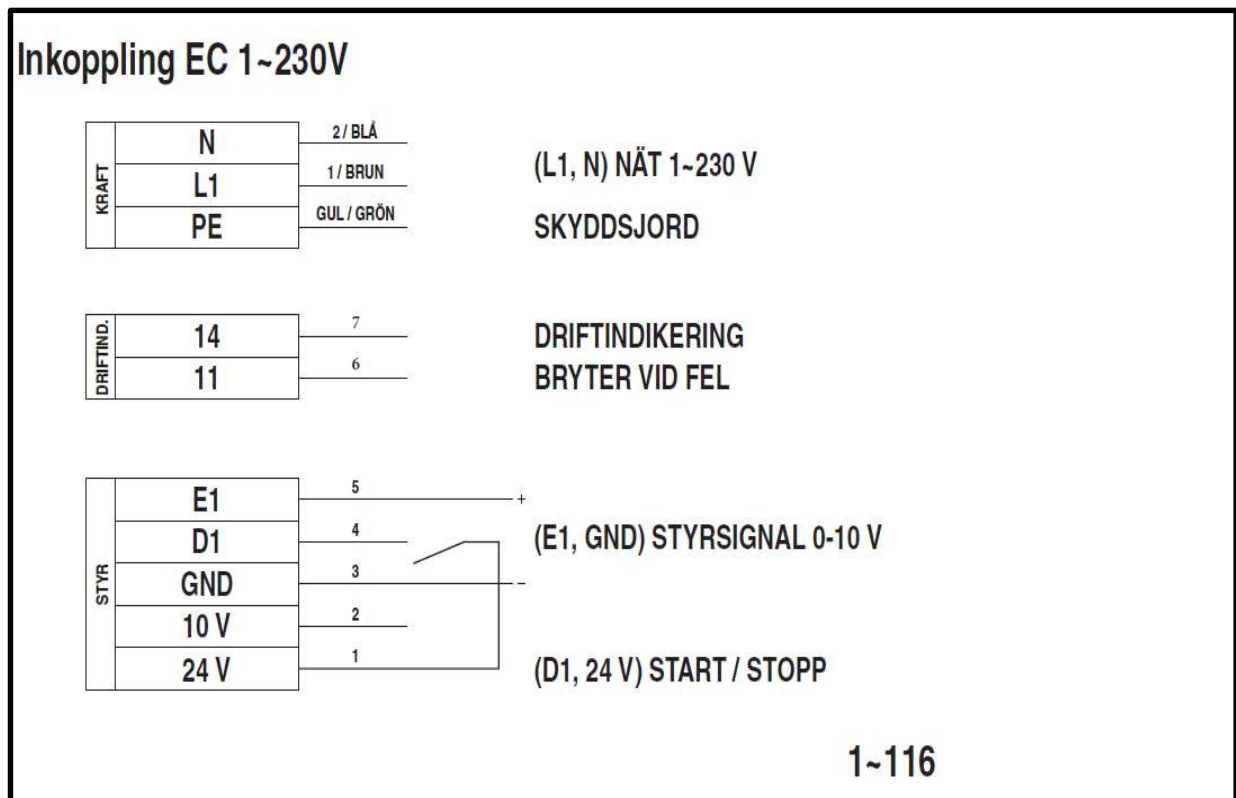 Inkoppling EC 1~230V
KRAFT
N 2 / BLÅ
L1 1 / BRUN
(L1, N) NÄT 1~230 V
PE GUL / GRÖN
SKYDDSJORD
DRIFTIND.
14 7 DRIFTINDIKERING
11 6 BRYTER VID FEL
STYR
E1 5 +
D1 4 (E1, GND) STYRSIGNAL 0-10 V
GND 3 -
10 V 2
24 V 1 (D1, 24 V) START / STOPP
1~116